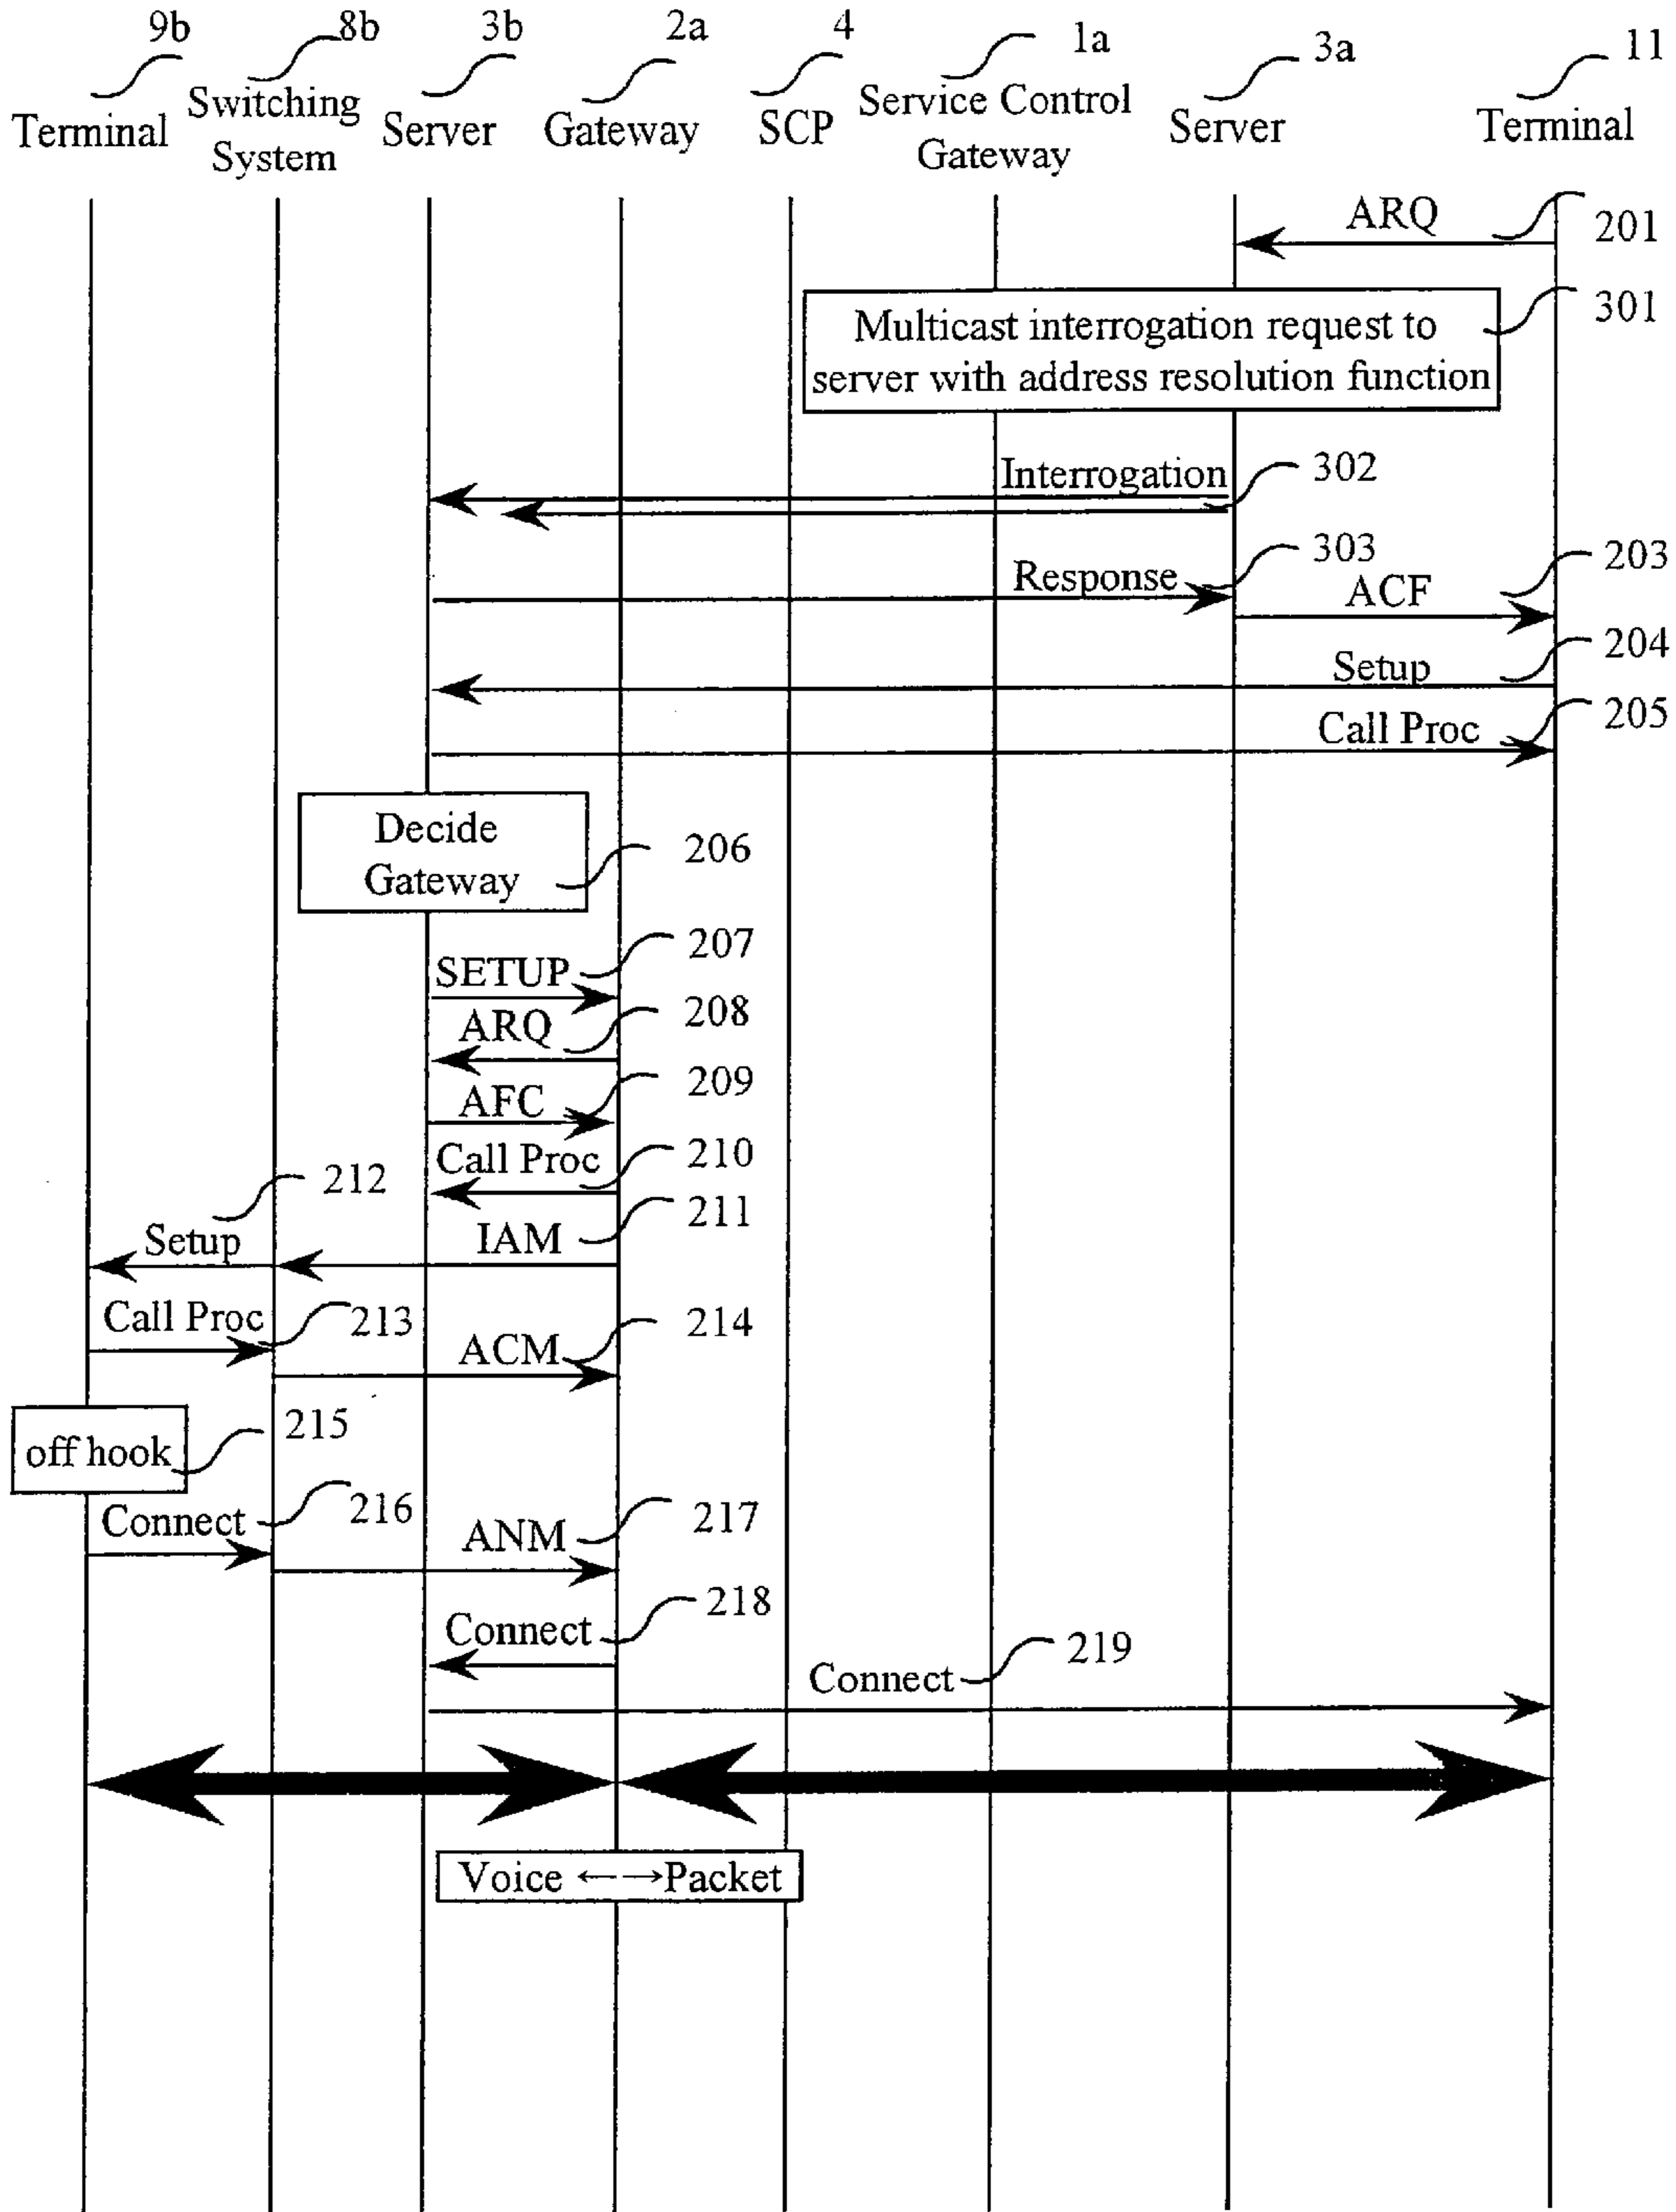 9b 8b 3b 2a 4 1a 3a 11
Terminal Switching System Server Gateway SCP Service Control Gateway Server Terminal
ARQ 201
Multicast interrogation request to 301
server with address resolution function
Interrogation 302
Response 303
ACF 203
Setup 204
Call Proc 205
Decide
Gateway 206
SETUP 207
ARQ 208
AFC 209
Call Proc 210
IAM 211
Setup 212
Call Proc 213
ACM 214
off hook 215
Connect 216
ANM 217
Connect 218
Connect 219
Voice ←–→Packet